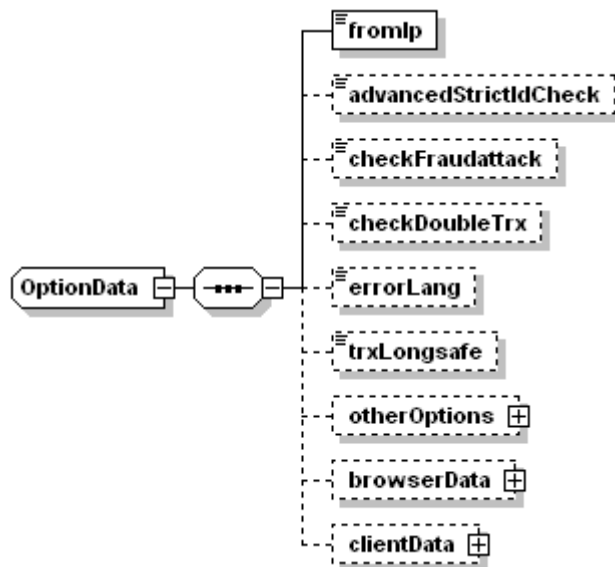 fromIp
advancedStrictIdCheck
checkFraudattack
checkDoubleTrx
OptionData
errorLang
trxLongsafe
otherOptions
browserData
clientData